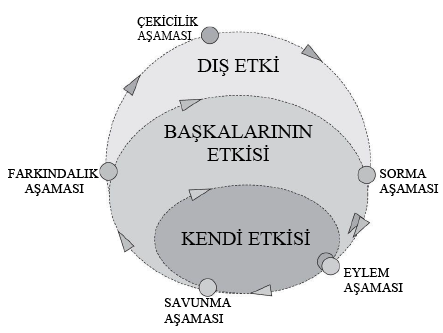 ÇEKİCİLİK
AŞAMASI
DIŞ ETKİ
BAŞKALARININ
ETKİSİ
FARKINDALIK
AŞAMASI
SORMA
AŞAMASI
KENDİ ETKİSİ
EYLEM
AŞAMASI
SAVUNMA
AŞAMASI